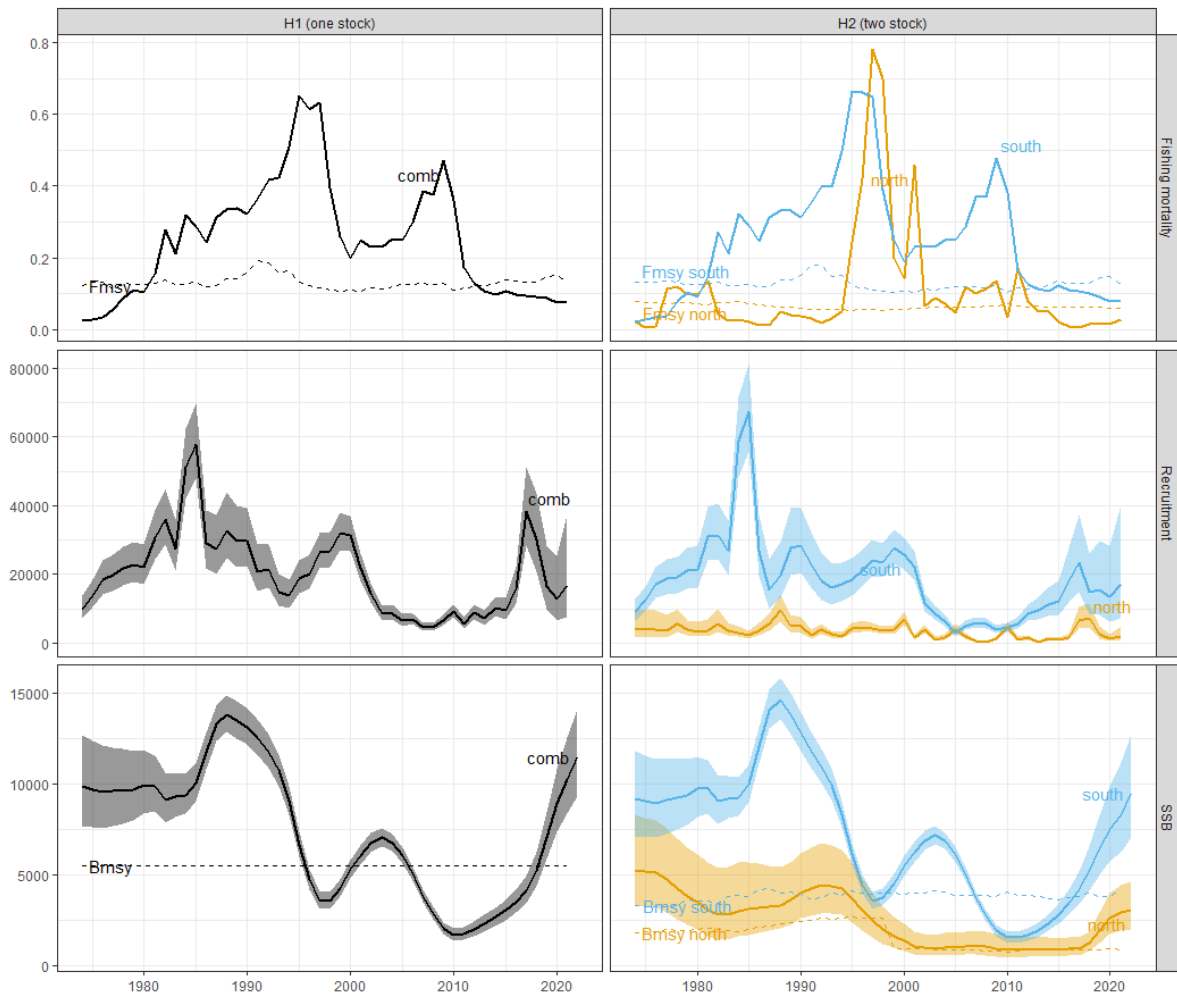 H1 (one stock)
H2 (two stock)
0.8
0.6
0.4
0.2
0.0
comb
Fmsy
south
north
Fmsy south
Fmsy north
Fishing mortality
80000
60000
40000
20000
0
comb
south
north
Recruitment
15000
10000
5000
0
comb
Bmsy
south
Bmsy south
north
Bmsy north
SSB
1980
1990
2000
2010
2020
1980
1990
2000
2010
2020